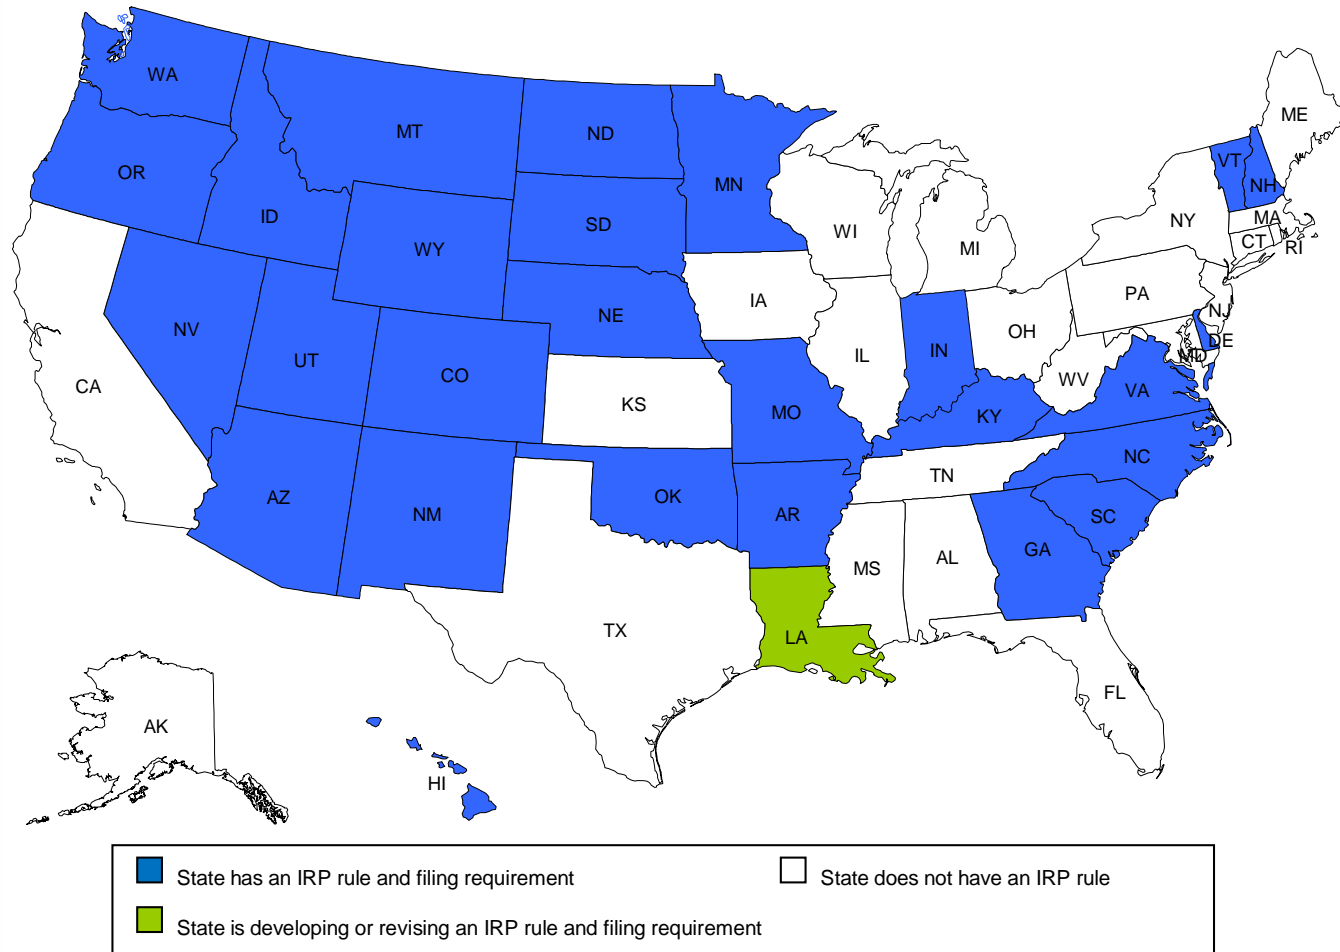 WA
MT
ND
MN
OR
ID
WY
SD
WI
MI
NY
VT
NH
ME
MA
CT
RI
NV
UT
CO
NE
IA
IL
IN
OH
PA
NJ
DE
MD
WV
VA
CA
KS
MO
KY
NC
TN
SC
AZ
NM
OK
AR
MS
AL
GA
TX
LA
FL
AK
HI
State has an IRP rule and filing requirement
State does not have an IRP rule
State is developing or revising an IRP rule and filing requirement